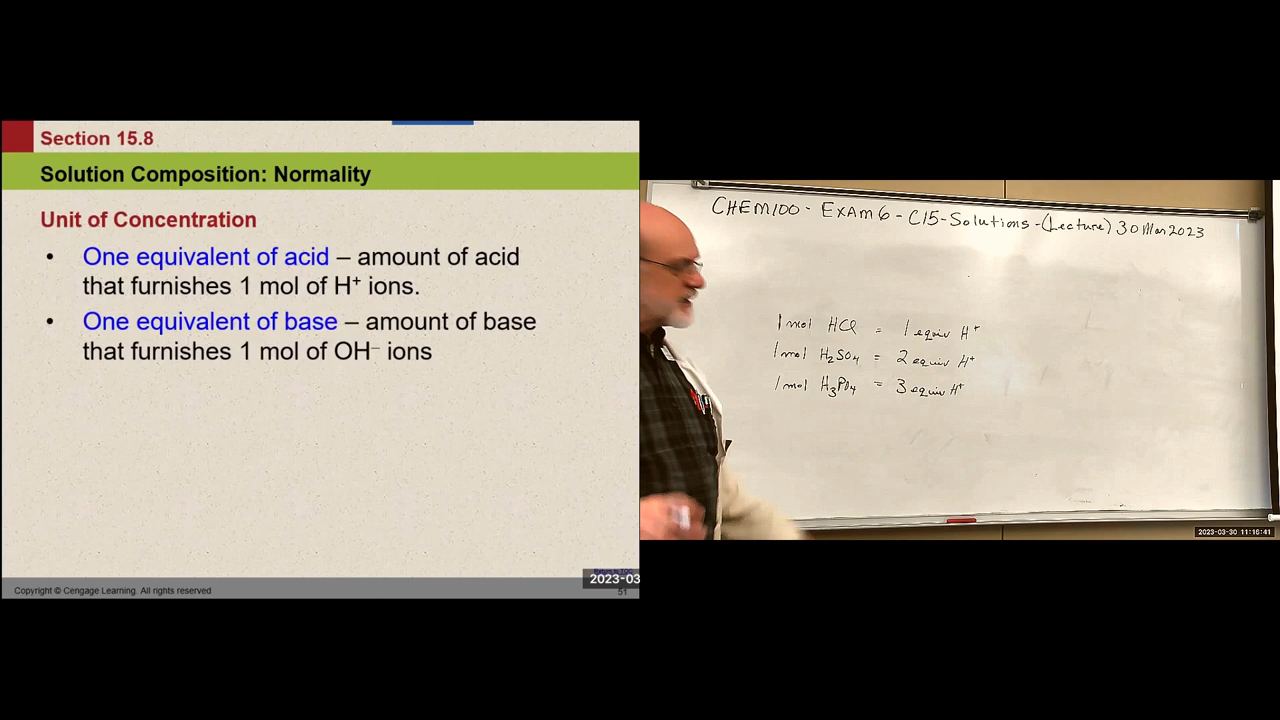 Section 15.8
Solution Composition: Normality
Unit of Concentration
• One equivalent of acid – amount of acid
that furnishes 1 mol of H⁺ ions.
• One equivalent of base – amount of base
that furnishes 1 mol of OH⁻ ions
Copyright © Cengage Learning. All rights reserved
2023-03
51
CHEM100 - EXAM 6 - C15 - Solutions - (Lecture) 30 Mar 2023
1 mol HCl = 1 equiv H⁺
1 mol H₂SO₄ = 2 equiv H⁺
1 mol H₃PO₄ = 3 equiv H⁺
2023-03-30 11:16:41